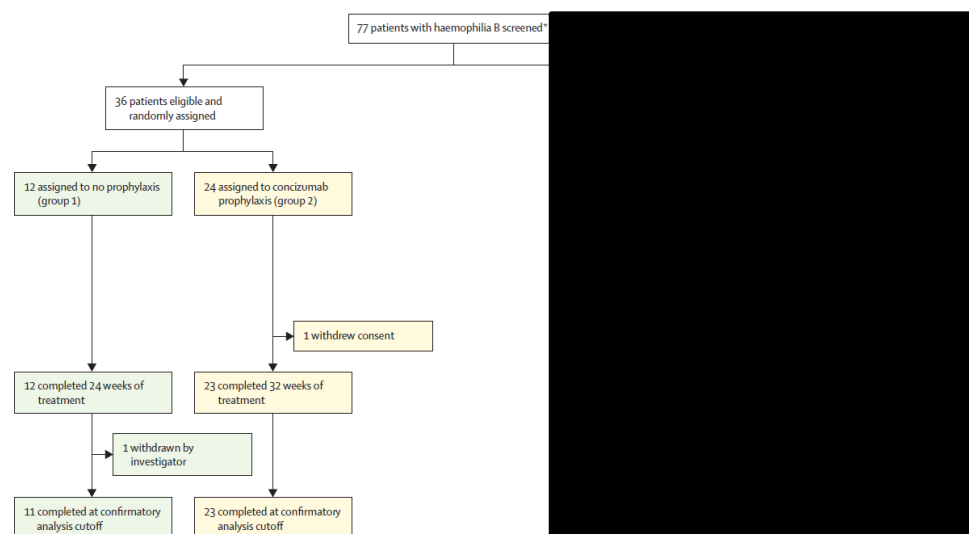 77 patients with haemophilia B screened*
36 patients eligible and
randomly assigned
12 assigned to no prophylaxis
(group 1)
24 assigned to concizumab
prophylaxis (group 2)
1 withdrew consent
12 completed 24 weeks of
treatment
23 completed 32 weeks of
treatment
1 withdrawn by
investigator
11 completed at confirmatory
analysis cutoff
23 completed at confirmatory
analysis cutoff